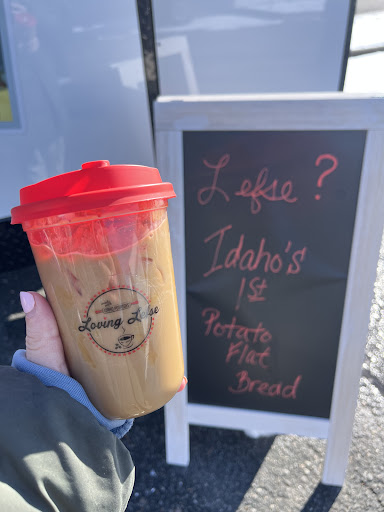 Loving Lefse
Lefse ?
Idaho's
1st
Potato
Flat
Bread